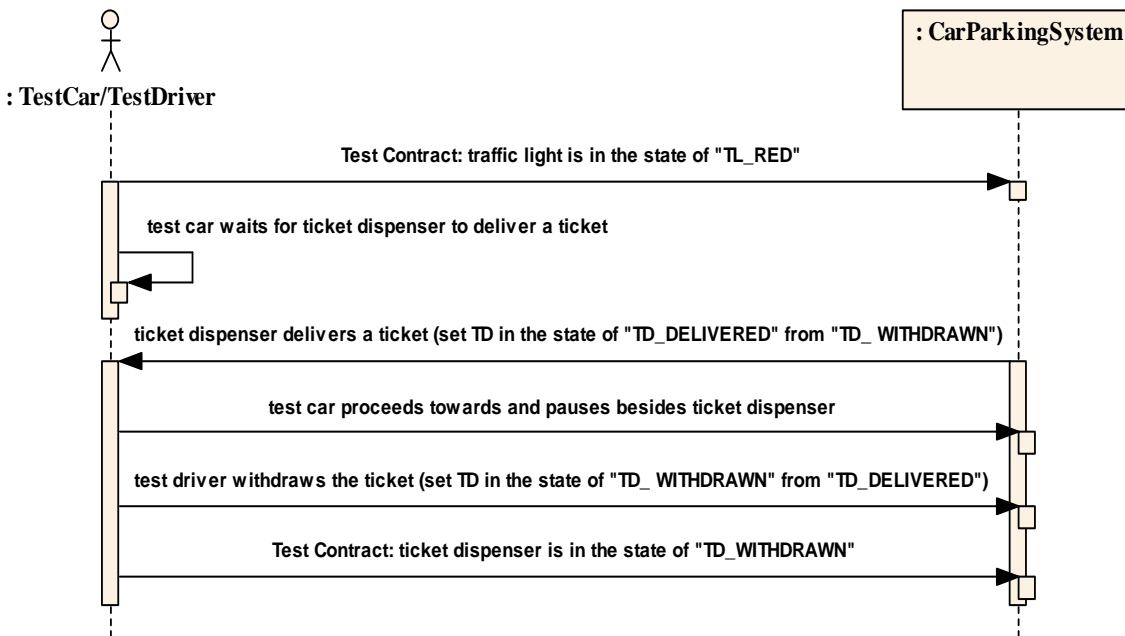 : CarParkingSystem
: TestCar/TestDriver
Test Contract: traffic light is in the state of "TL_RED"
test car waits for ticket dispenser to deliver a ticket
ticket dispenser delivers a ticket (set TD in the state of "TD_DELIVERED" from "TD_ WITHDRAWN")
test car proceeds towards and pauses besides ticket dispenser
test driver withdraws the ticket (set TD in the state of "TD_ WITHDRAWN" from "TD_DELIVERED")
Test Contract: ticket dispenser is in the state of "TD_WITHDRAWN"